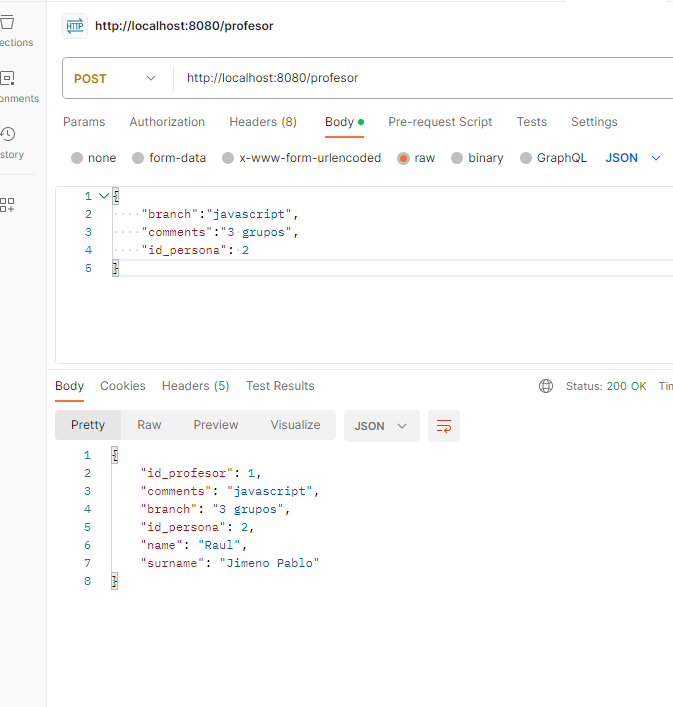 HTTP http://localhost:8080/profesor
ections
POST http://localhost:8080/profesor
onments
Params Authorization Headers (8) Body Pre-request Script Tests Settings
story
none form-data x-www-form-urlencoded raw binary GraphQL JSON
1 {
2 "branch":"javascript",
3 "comments":"3 grupos",
4 "id_persona": 2
5 }
Body Cookies Headers (5) Test Results Status: 200 OK Tin
Pretty Raw Preview Visualize JSON
1 {
2 "id_profesor": 1,
3 "comments": "javascript",
4 "branch": "3 grupos",
5 "id_persona": 2,
6 "name": "Raul",
7 "surname": "Jimeno Pablo"
8 }